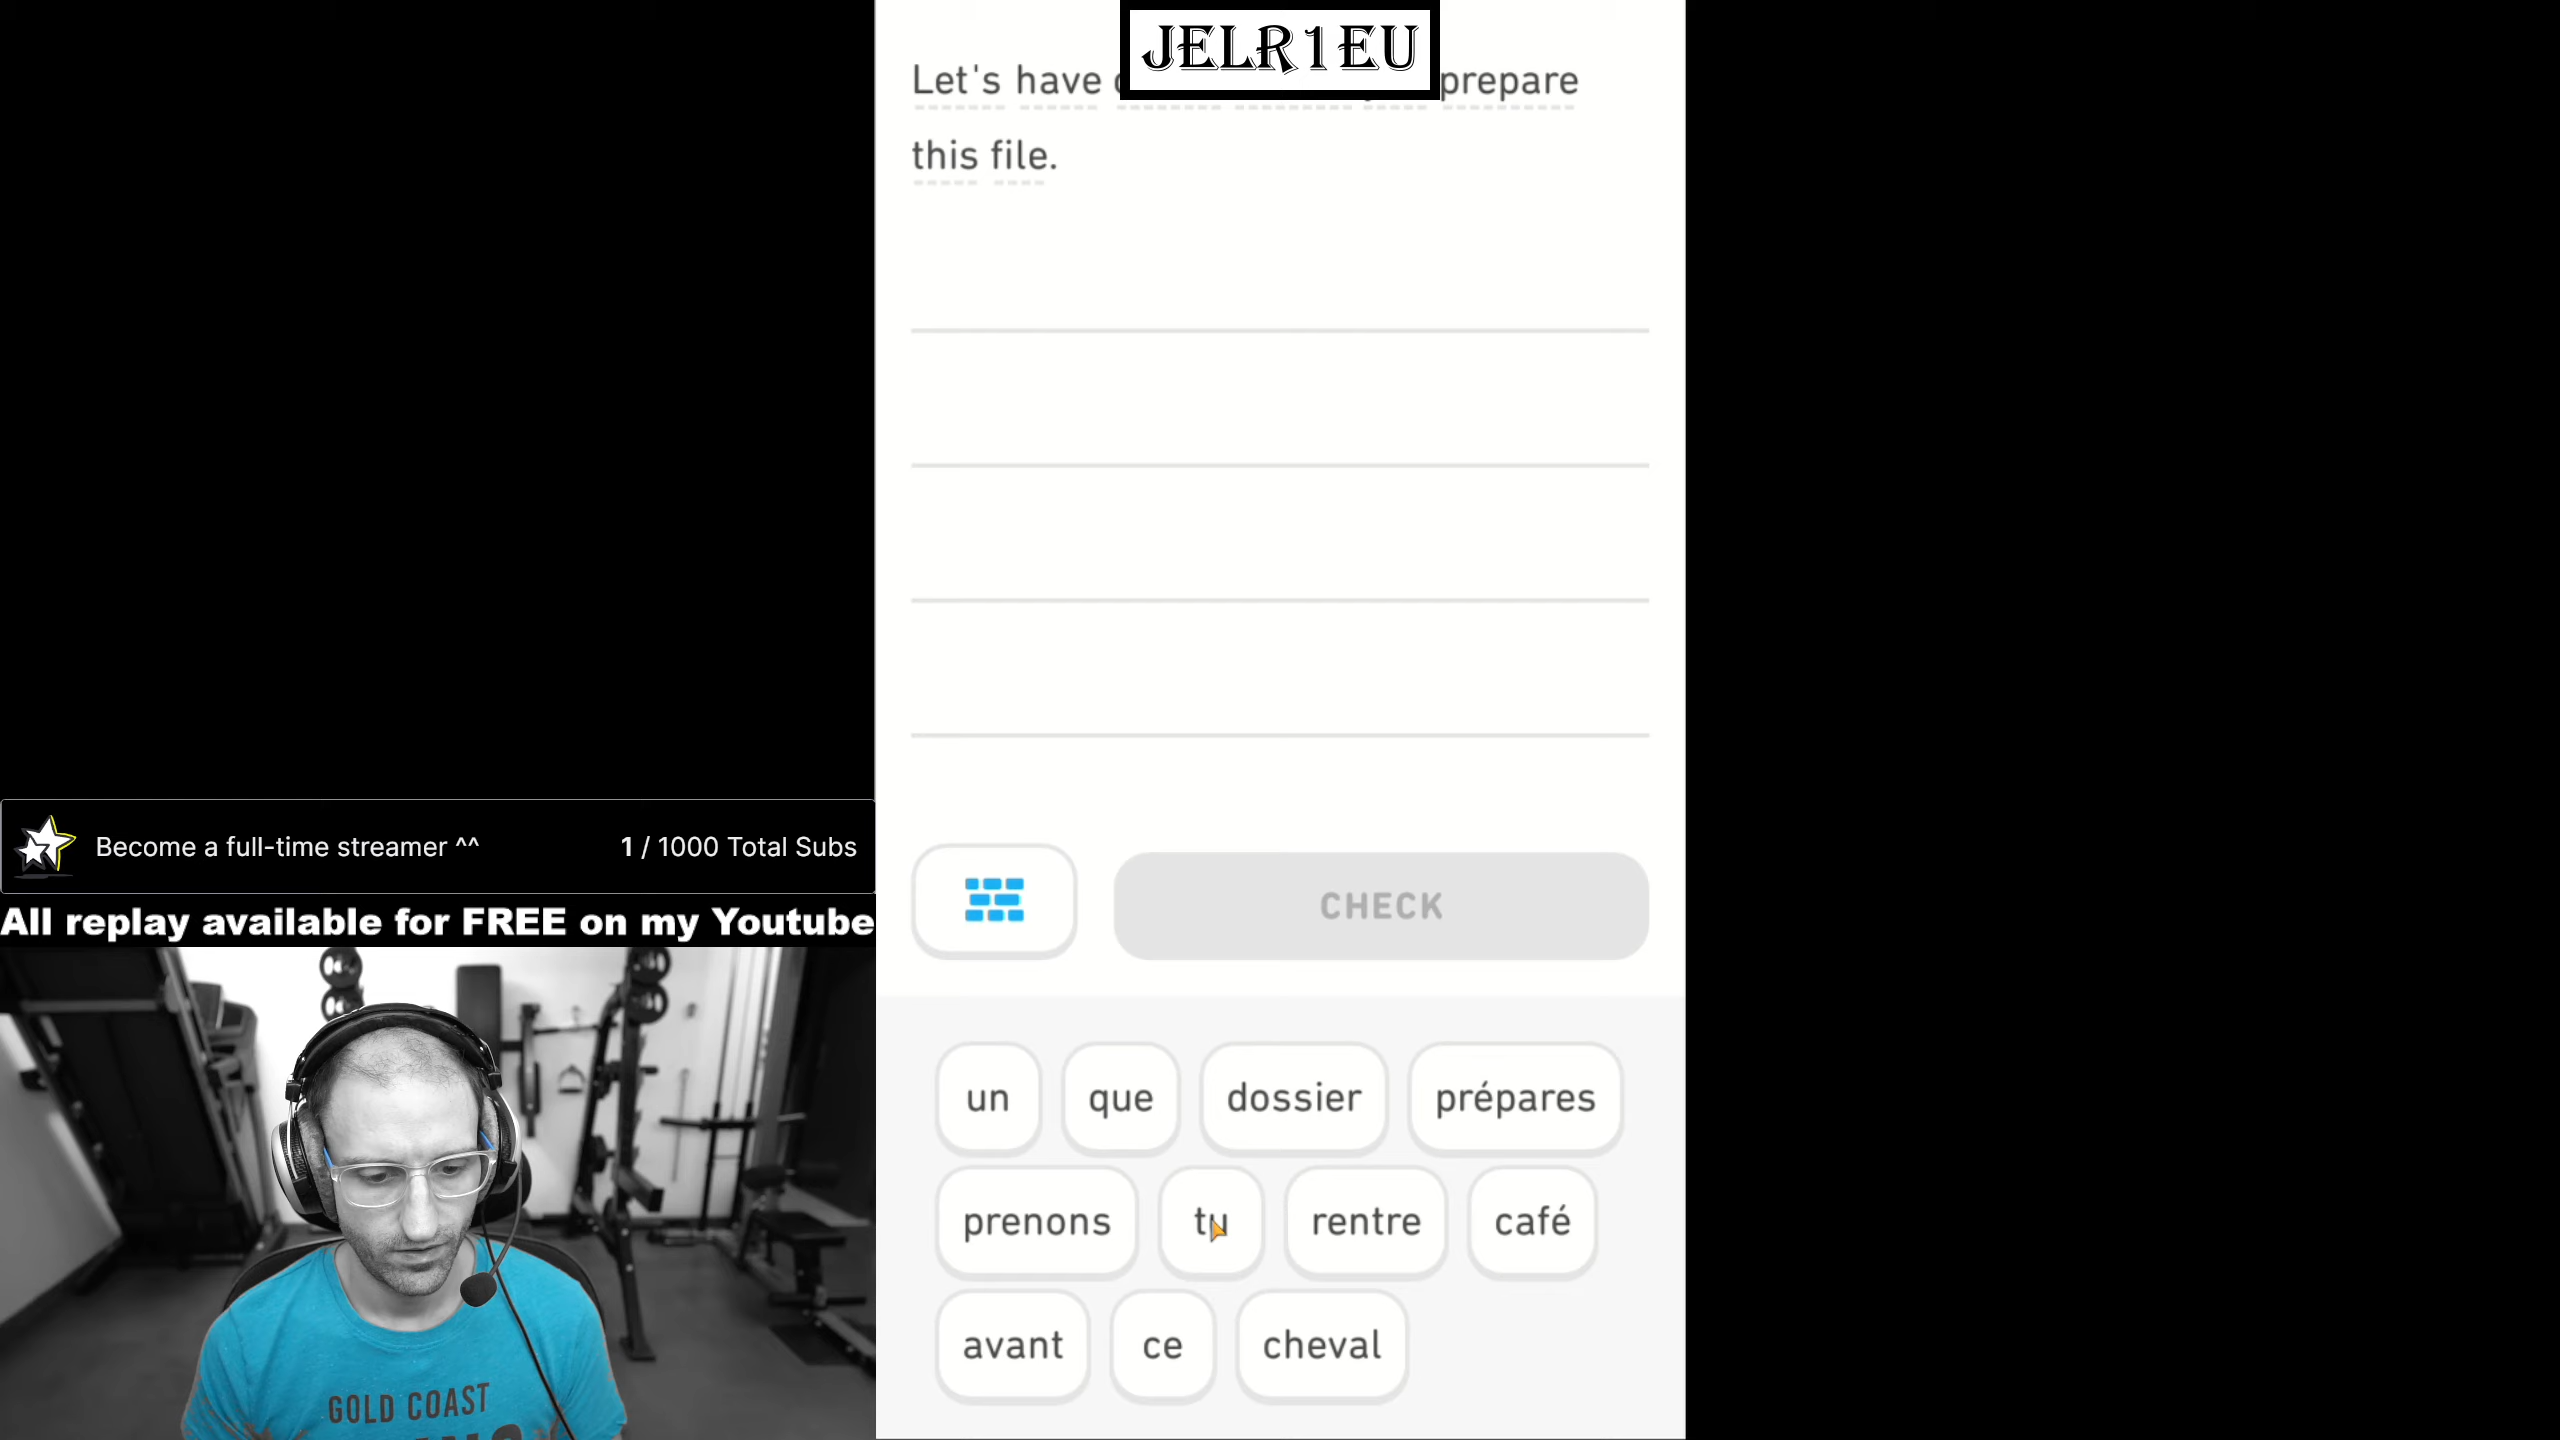 JELR1EU
Let's have prepare
this file.
Become a full-time streamer ^^ 1 / 1000 Total Subs
All replay available for FREE on my Youtube
CHECK
un que dossier prépares
prenons tu rentre café
avant ce cheval
GOLD COAST